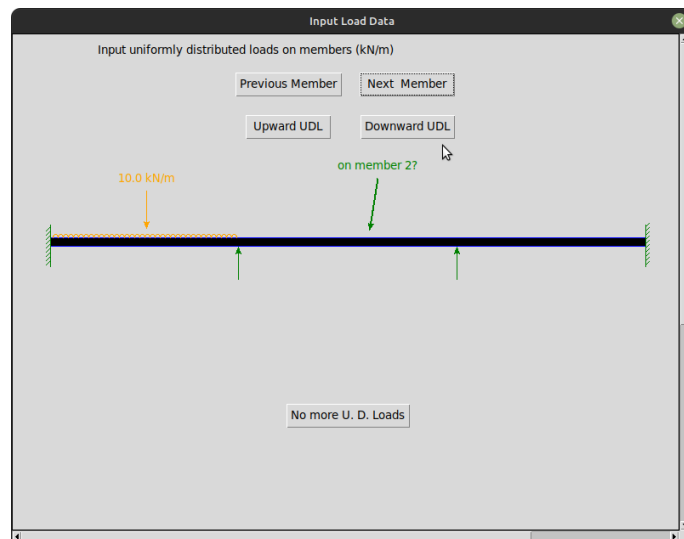 Input Load Data
Input uniformly distributed loads on members (kN/m)
Previous Member
Next Member
Upward UDL
Downward UDL
on member 2?
10.0 kN/m
No more U. D. Loads